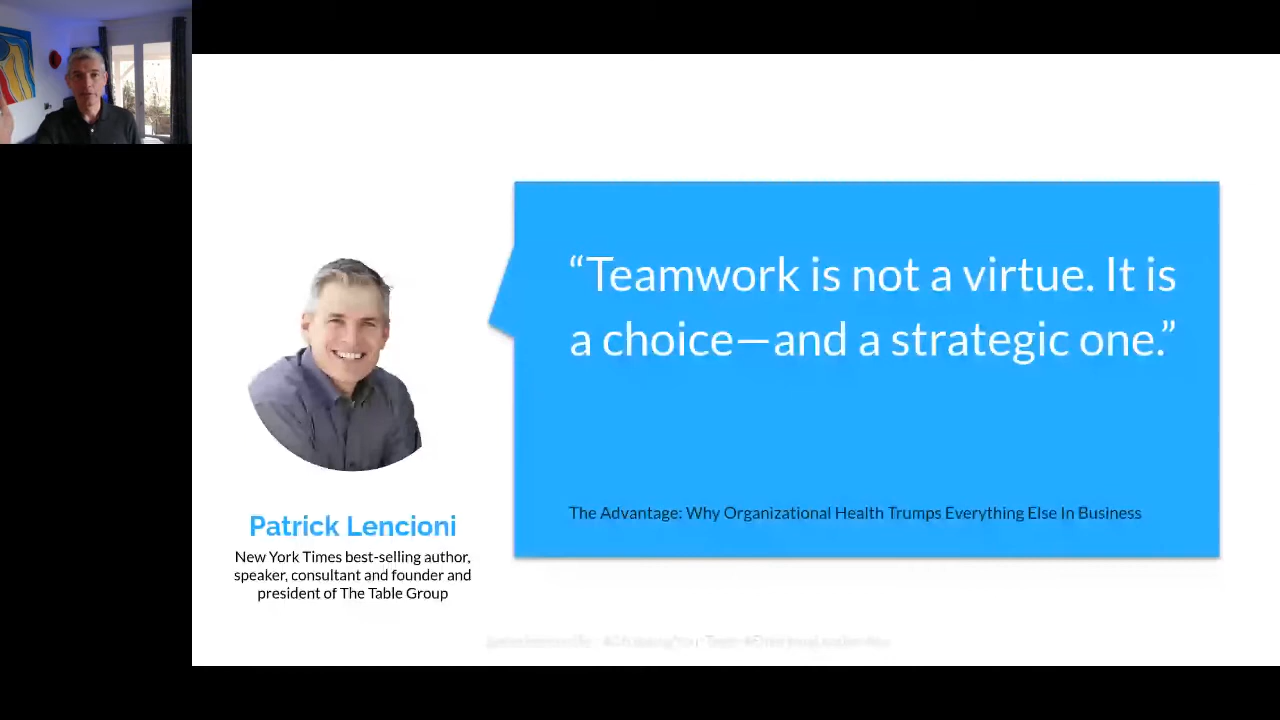 “Teamwork is not a virtue. It is
a choice—and a strategic one.”
The Advantage: Why Organizational Health Trumps Everything Else In Business
Patrick Lencioni
New York Times best-selling author,
speaker, consultant and founder and
president of The Table Group